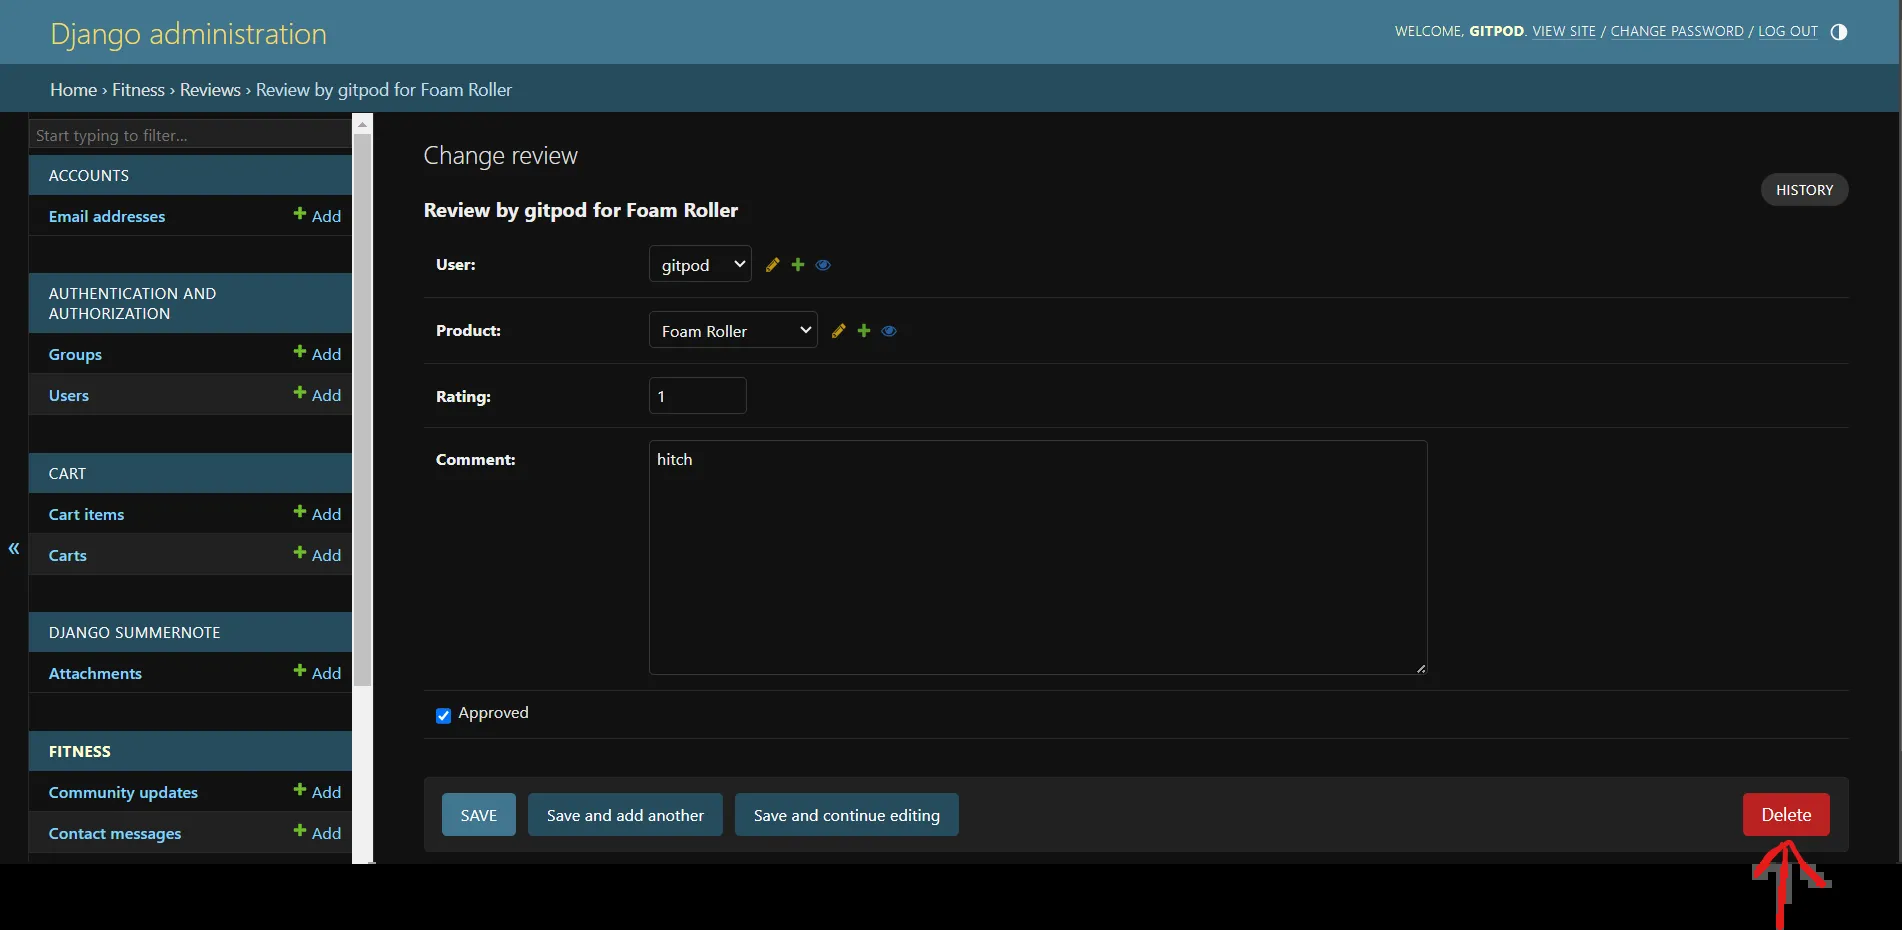 Django administration
WELCOME, GITPOD. VIEW SITE / CHANGE PASSWORD / LOG OUT
Home › Fitness › Reviews › Review by gitpod for Foam Roller
Start typing to filter...
ACCOUNTS
Email addresses
Add
AUTHENTICATION AND
AUTHORIZATION
Groups
Add
Users
Add
CART
Cart items
Add
Carts
Add
DJANGO SUMMERNOTE
Attachments
Add
FITNESS
Community updates
Add
Contact messages
Add
«
Change review
HISTORY
Review by gitpod for Foam Roller
User:
gitpod
Product:
Foam Roller
Rating:
1
Comment:
hitch
Approved
SAVE
Save and add another
Save and continue editing
Delete